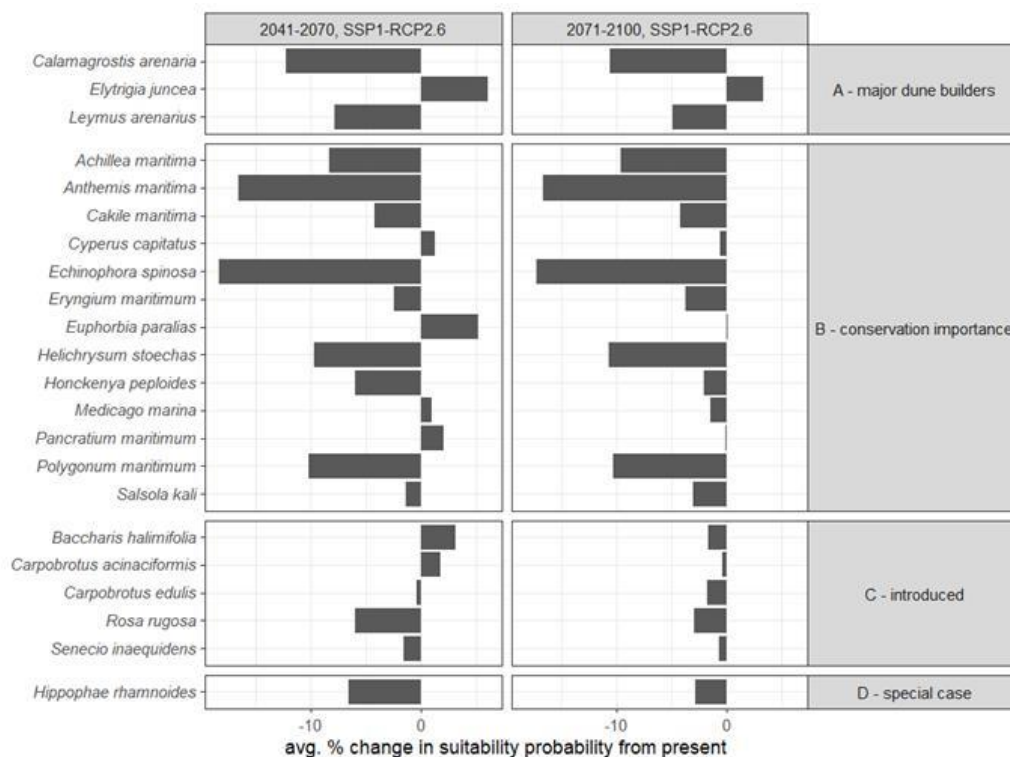 2041-2070, SSP1-RCP2.6
2071-2100, SSP1-RCP2.6
Calamagrostis arenaria
Elytrigia juncea
Leymus arenarius
A - major dune builders
Achillea maritima
Anthemis maritima
Cakile maritima
Cyperus capitatus
Echinophora spinosa
Eryngium maritimum
Euphorbia paralias
Helichrysum stoechas
Honckenya peploides
Medicago marina
Pancratium maritimum
Polygonum maritimum
Salsola kali
B - conservation importance
Baccharis halimifolia
Carpobrotus acinaciformis
Carpobrotus edulis
Rosa rugosa
Senecio inaequidens
C - introduced
Hippophae rhamnoides
D - special case
-10 0 -10 0
avg. % change in suitability probability from present